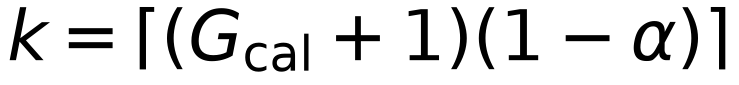 k = ⌈(G_cal + 1)(1 − α)⌉